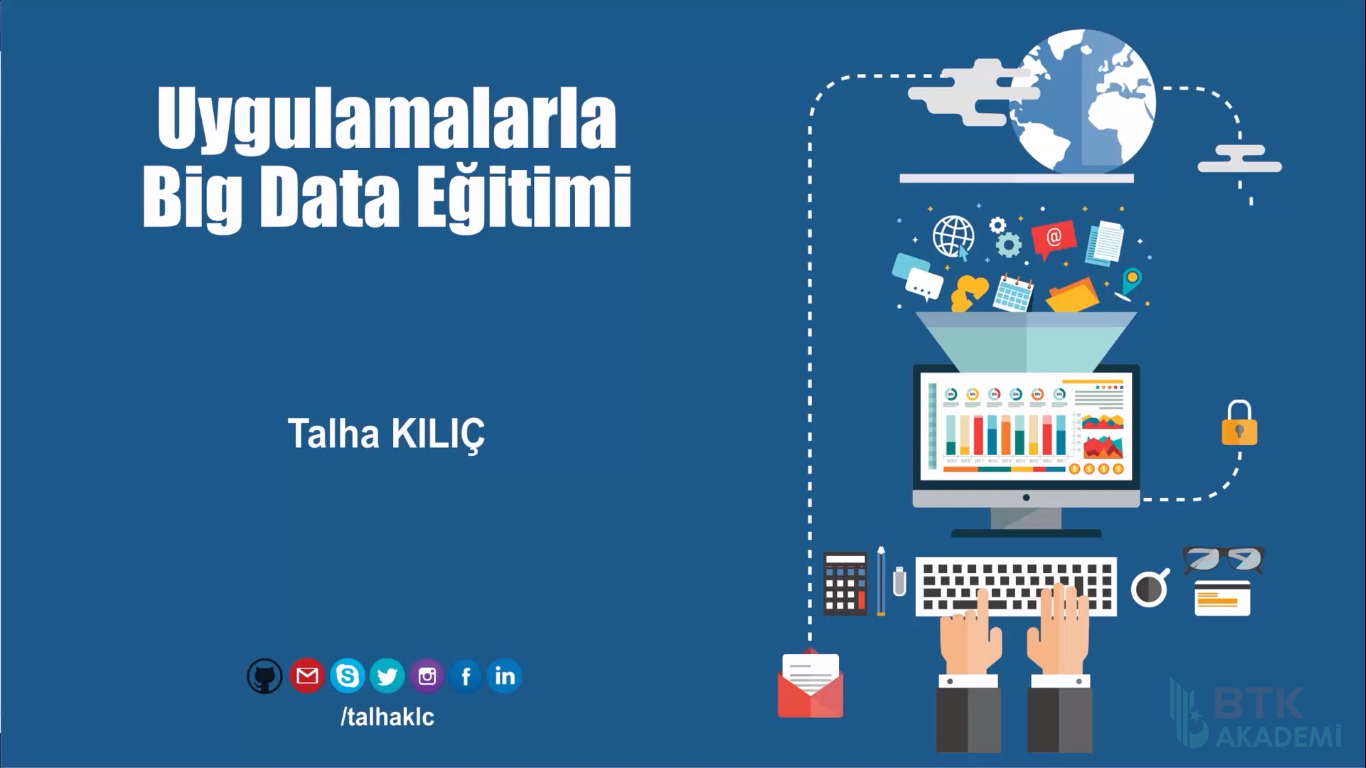 Uygulamalarla
Big Data Eğitimi
@
Talha KILIÇ
/talhaklc
BTK
AKADEMİ